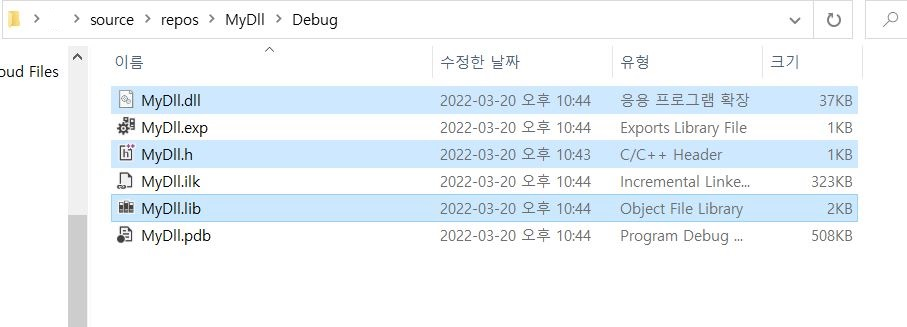 source > repos > MyDll > Debug
oud Files
이름 수정한 날짜 유형 크기
MyDll.dll 2022-03-20 오후 10:44 응용 프로그램 확장 37KB
MyDll.exp 2022-03-20 오후 10:44 Exports Library File 1KB
MyDll.h 2022-03-20 오후 10:43 C/C++ Header 1KB
MyDll.ilk 2022-03-20 오후 10:44 Incremental Linke... 323KB
MyDll.lib 2022-03-20 오후 10:44 Object File Library 2KB
MyDll.pdb 2022-03-20 오후 10:44 Program Debug ... 508KB